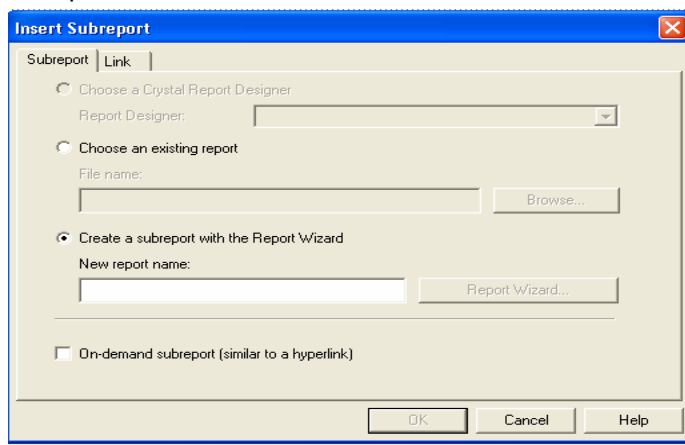 Insert Subreport
Subreport Link
Choose a Crystal Report Designer
Report Designer:
Choose an existing report
File name:
Browse...
Create a subreport with the Report Wizard
New report name:
Report Wizard...
On-demand subreport (similar to a hyperlink)
OK Cancel Help